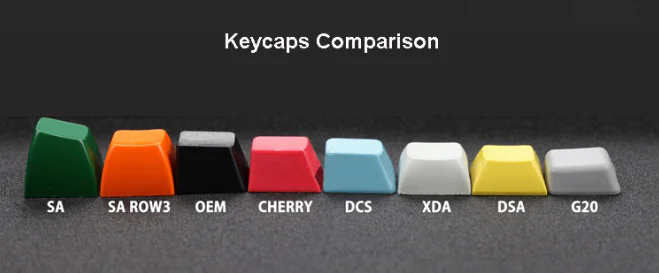 Keycaps Comparison
SA SA ROW3 OEM CHERRY DCS XDA DSA G20